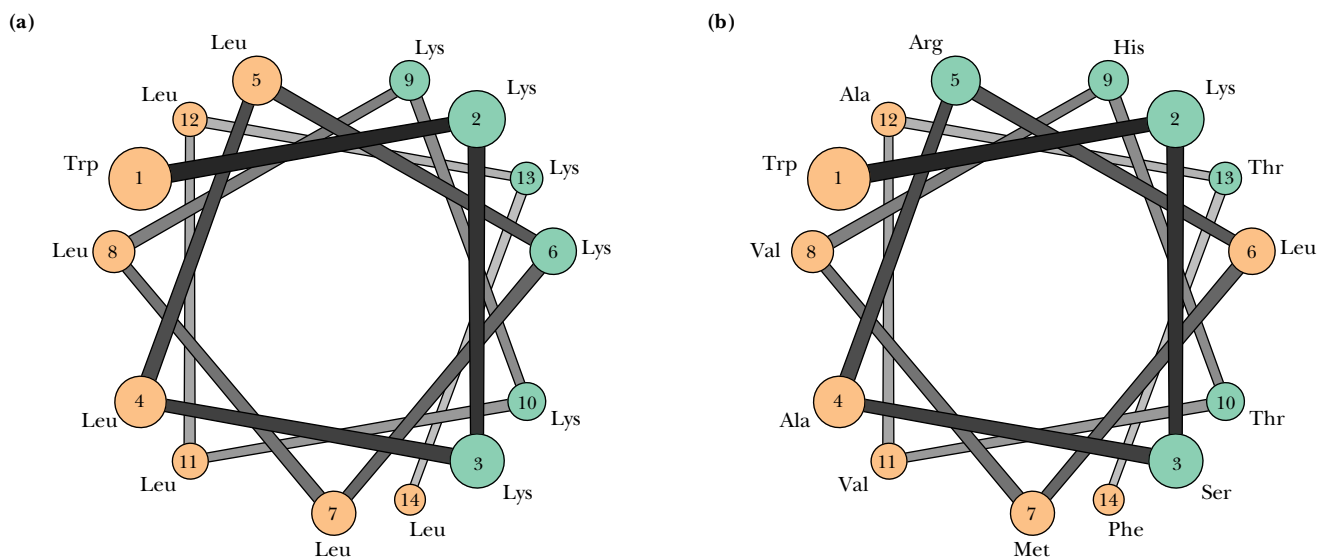 (a)
Leu
Lys
5
9
Leu
Lys
12
2
Trp
1
13
Lys
Leu
8
6
Lys
4
10
Leu
Lys
11
3
Leu
Lys
7
14
Leu
Leu
(b)
Arg
His
5
9
Ala
Lys
12
2
Trp
1
13
Thr
Val
8
6
Leu
4
10
Ala
Thr
11
3
Val
Ser
7
14
Phe
Met